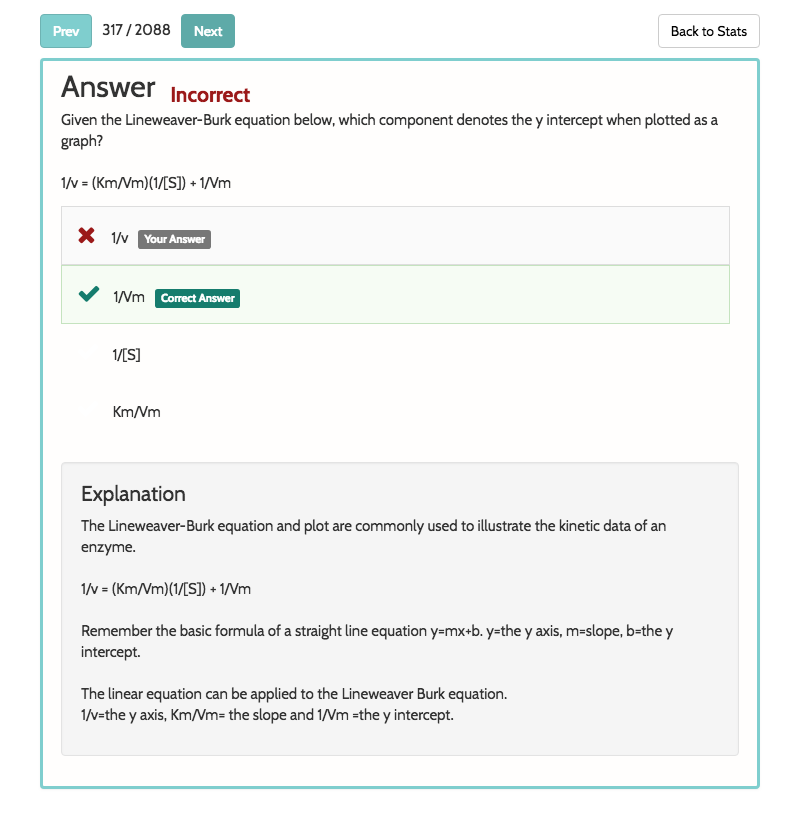 Prev 317 / 2088 Next Back to Stats
Answer Incorrect
Given the Lineweaver-Burk equation below, which component denotes the y intercept when plotted as a
graph?
1/v = (Km/Vm)(1/[S]) + 1/Vm
1/v Your Answer
1/Vm Correct Answer
1/[S]
Km/Vm
Explanation
The Lineweaver-Burk equation and plot are commonly used to illustrate the kinetic data of an
enzyme.
1/v = (Km/Vm)(1/[S]) + 1/Vm
Remember the basic formula of a straight line equation y=mx+b. y=the y axis, m=slope, b=the y
intercept.
The linear equation can be applied to the Lineweaver Burk equation.
1/v=the y axis, Km/Vm= the slope and 1/Vm =the y intercept.